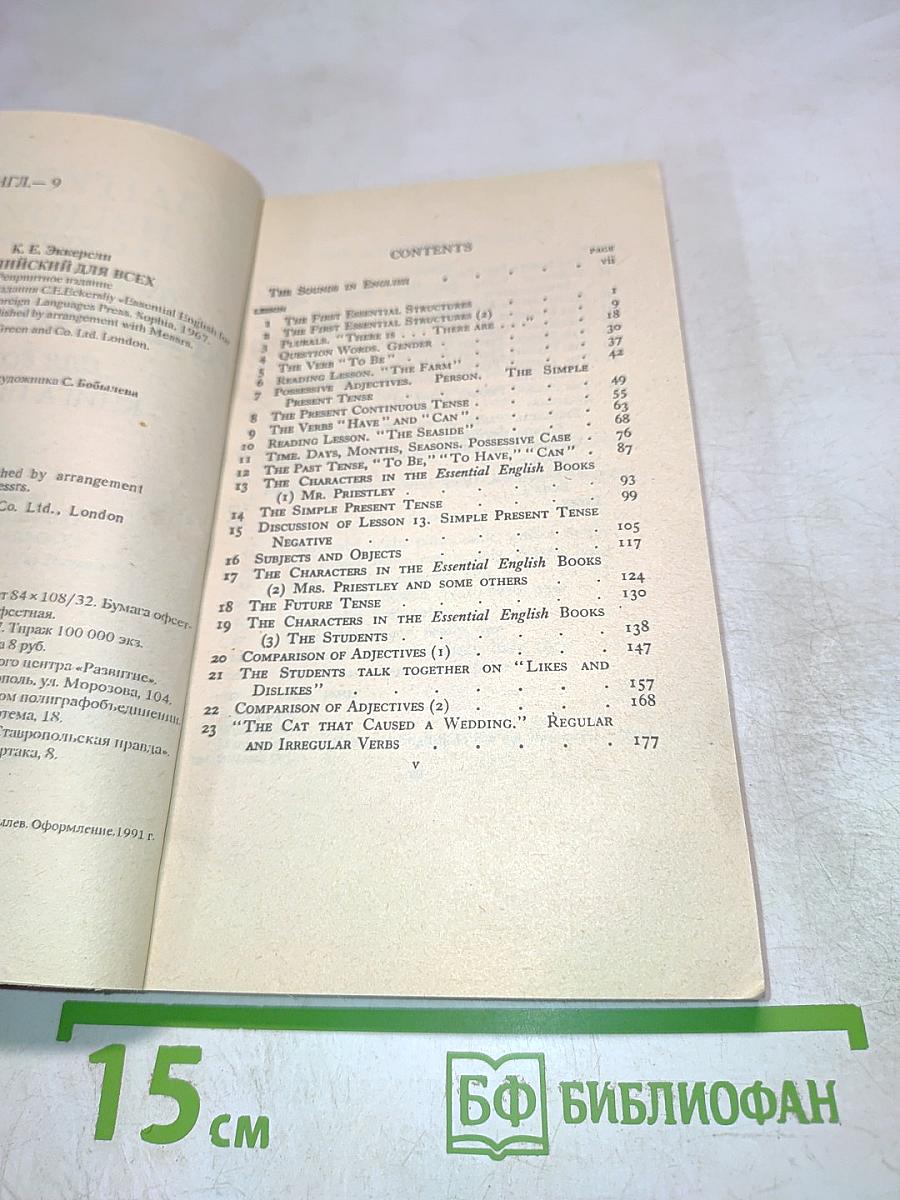 НГЛ.— 9
К. Е. Эккерсли
ЛИЙСКИЙ ДЛЯ ВСЕХ
Репринтное издание
издания C.E.Eckersly «Essential English for
Foreign Languages Press, Sophia, 1967.
lished by arrangement with Messrs.
Green and Co. Ltd. London.
художника С. Бобылева
hed by arrangement
essrs.
Co. Ltd., London
т 84 × 108/32. Бумага офсет-
фсетная.
7. Тираж 100 000 экз.
а 8 руб.
ого центра «Развитие».
ополь. ул. Морозова, 104.
ом полиграфобъединении.
ртема, 18.
Ставропольская правда».
ртака, 8.
ылев. Оформление, 1991 г.
CONTENTS
PAGE
THE SOUNDS IN ENGLISH . . . . . vii
LESSON
1 THE FIRST ESSENTIAL STRUCTURES . . . . 1
2 THE FIRST ESSENTIAL STRUCTURES (2) . . . 9
3 PLURALS. "THERE IS . . . THERE ARE . . ." . . 18
4 QUESTION WORDS. GENDER . . . . . 30
5 THE VERB "TO BE" . . . . . . 37
6 READING LESSON. "THE FARM" . . . . 42
7 POSSESSIVE ADJECTIVES. PERSON. THE SIMPLE
PRESENT TENSE . . . . . . 49
8 THE PRESENT CONTINUOUS TENSE . . . . 55
9 THE VERBS "HAVE" AND "CAN" . . . . 63
10 READING LESSON. "THE SEASIDE" . . . . 68
11 TIME. DAYS, MONTHS, SEASONS. POSSESSIVE CASE . 76
12 THE PAST TENSE, "TO BE," "TO HAVE," "CAN" . 87
13 THE CHARACTERS IN THE Essential English BOOKS
(1) MR. PRIESTLEY . . . . . . 93
14 THE SIMPLE PRESENT TENSE . . . . 99
15 DISCUSSION OF LESSON 13. SIMPLE PRESENT TENSE
NEGATIVE . . . . . . . 105
16 SUBJECTS AND OBJECTS . . . . . 117
17 THE CHARACTERS IN THE Essential English BOOKS
(2) MRS. PRIESTLEY AND SOME OTHERS . . 124
18 THE FUTURE TENSE . . . . . . 130
19 THE CHARACTERS IN THE Essential English BOOKS
(3) THE STUDENTS . . . . . . 138
20 COMPARISON OF ADJECTIVES (1) . . . . 147
21 THE STUDENTS TALK TOGETHER ON "LIKES AND
DISLIKES" . . . . . . . 157
22 COMPARISON OF ADJECTIVES (2) . . . . 168
23 "THE CAT THAT CAUSED A WEDDING." REGULAR
AND IRREGULAR VERBS . . . . . 177
v
15 см
БФ БИБЛИОФАН